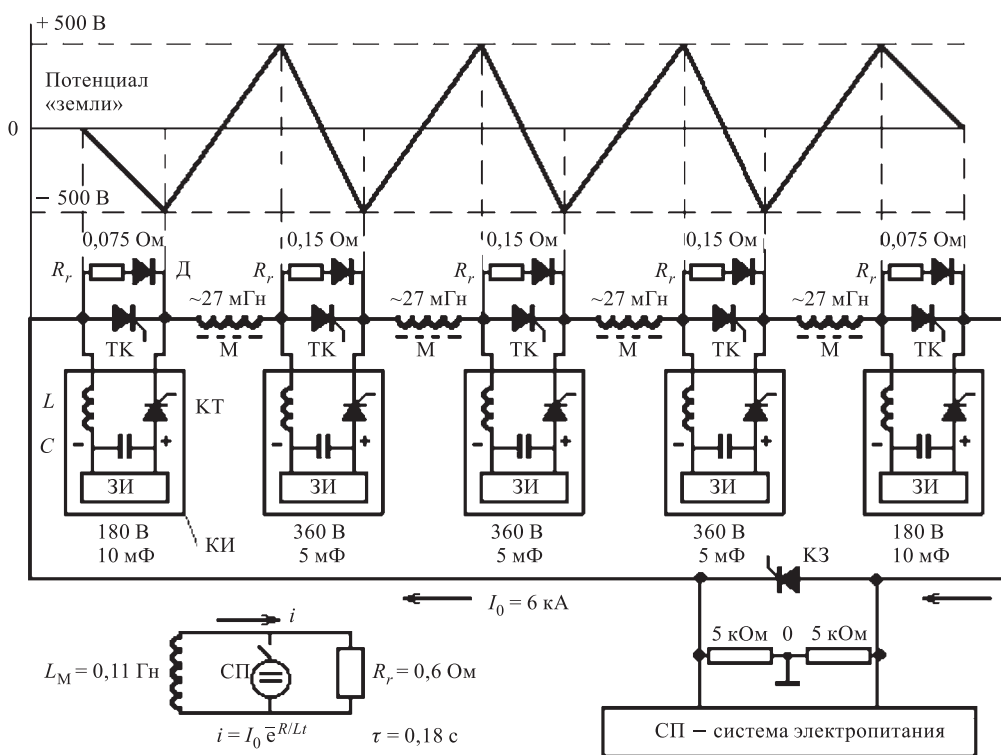 + 500 В
Потенциал
«земли»
0
− 500 В
0,075 Ом 0,15 Ом 0,15 Ом 0,15 Ом 0,075 Ом
R_r Д R_r R_r R_r R_r
~27 мГн ~27 мГн ~27 мГн ~27 мГн
ТК М ТК М ТК М ТК М ТК
L КТ
C − + − + − + − + − +
ЗИ ЗИ ЗИ ЗИ ЗИ
180 В 360 В 360 В 360 В 180 В
10 мФ КИ 5 мФ 5 мФ 5 мФ 10 мФ
КЗ
I_0 = 6 кА
i
5 кОм 0 5 кОм
L_М = 0,11 Гн СП R_r = 0,6 Ом
i = I_0 e̅^{R/Lt} τ = 0,18 с
СП − система электропитания